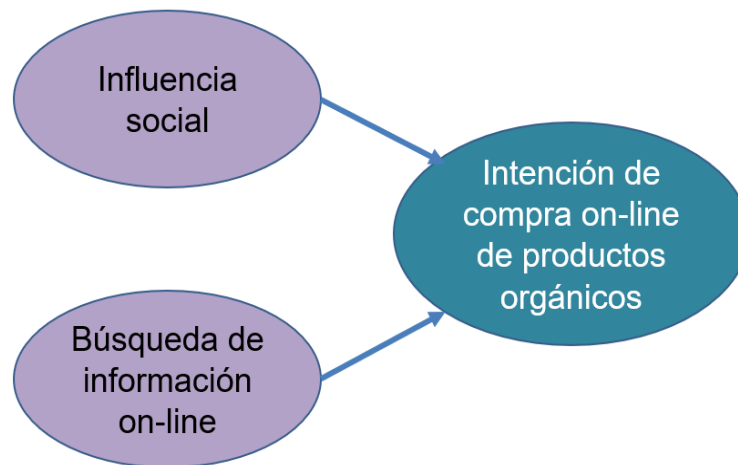 Influencia
social
Intención de
compra on-line
de productos
orgánicos
Búsqueda de
información
on-line